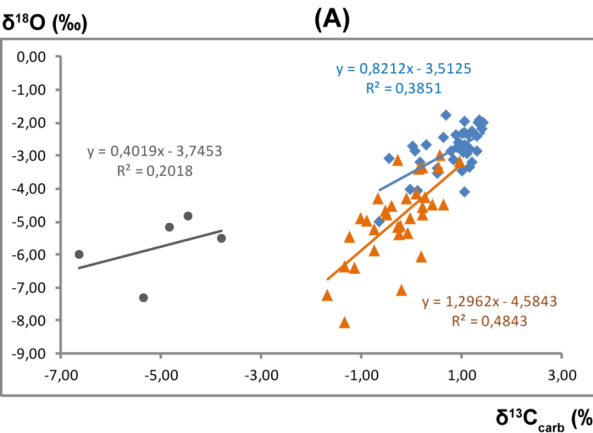 δ¹⁸O (‰)
(A)
0,00
-1,00
-2,00
-3,00
-4,00
-5,00
-6,00
-7,00
-8,00
-9,00
y = 0,8212x - 3,5125
R² = 0,3851
y = 0,4019x - 3,7453
R² = 0,2018
y = 1,2962x - 4,5843
R² = 0,4843
-7,00 -5,00 -3,00 -1,00 1,00 3,00
δ¹³C_carb (%